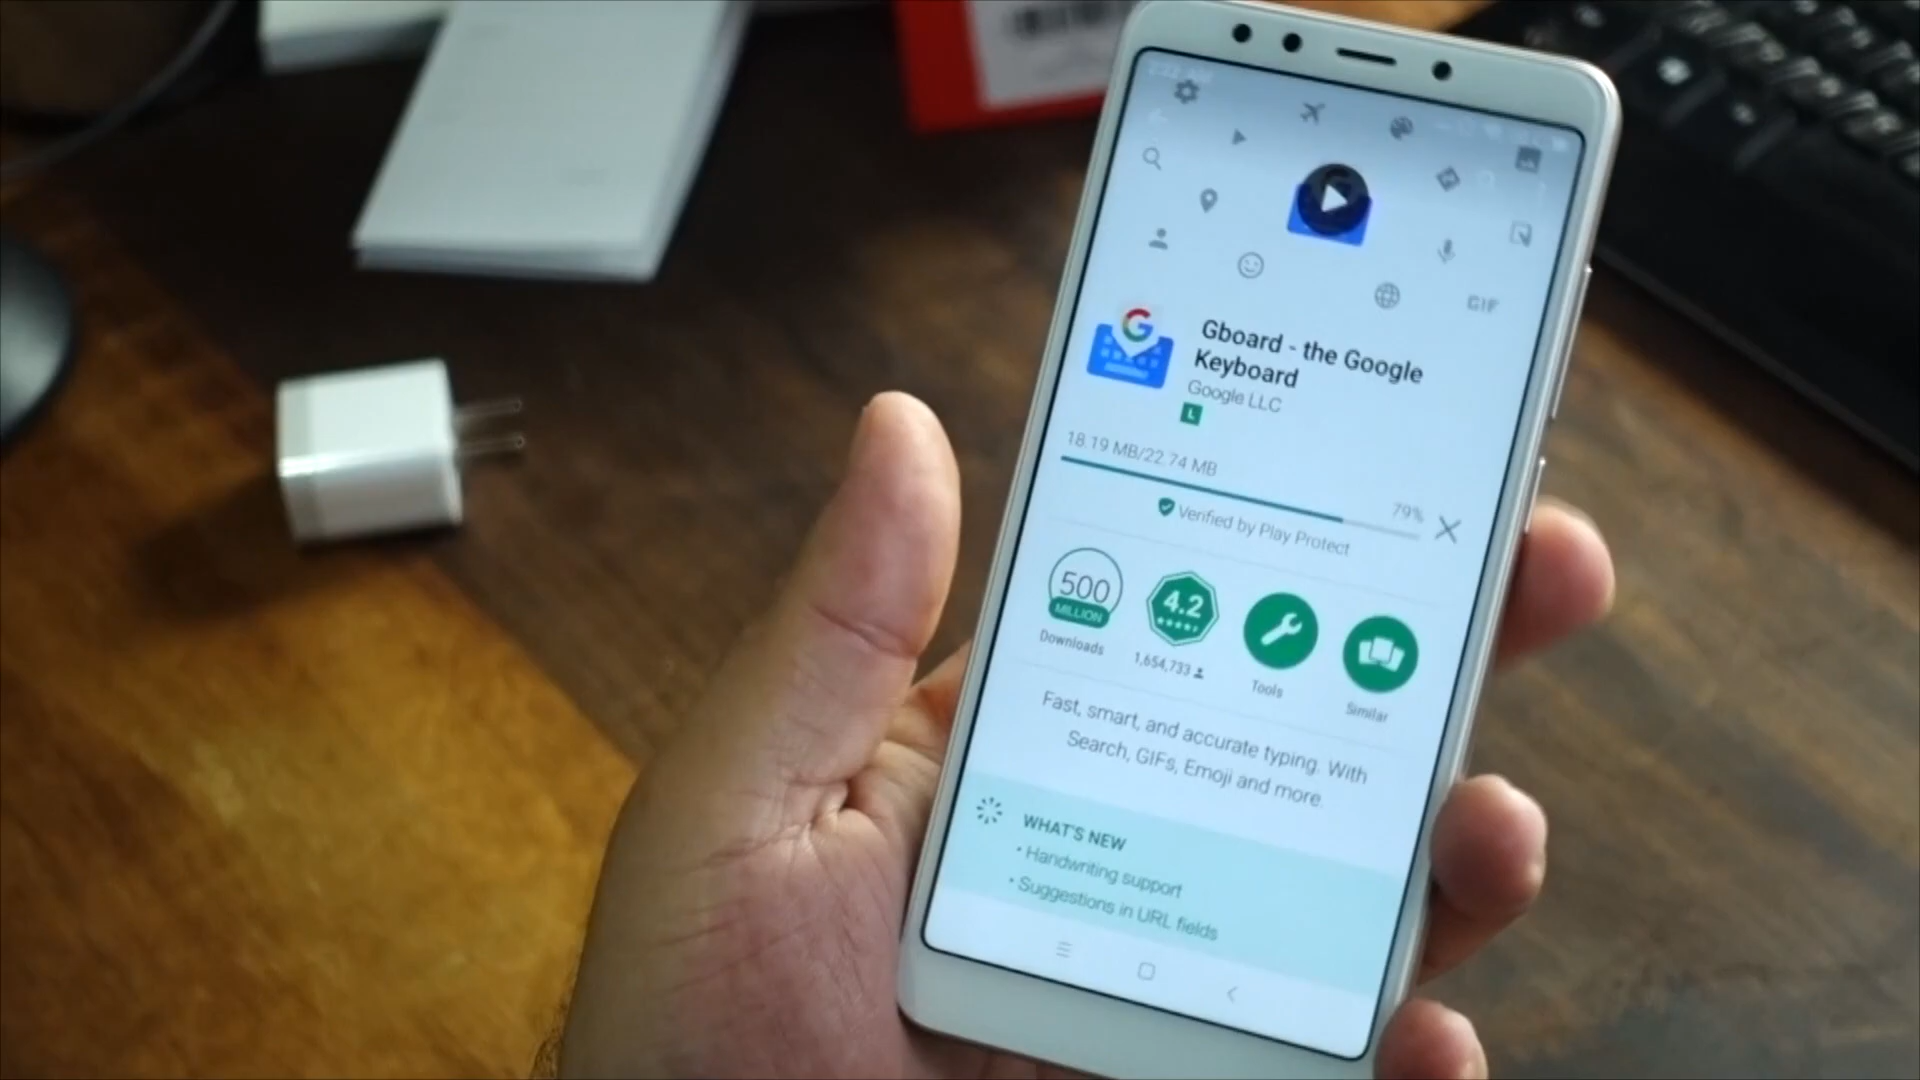 GIF
Gboard - the Google
Keyboard
Google LLC
L
18.19 MB/22.74 MB
79%
Verified by Play Protect
500
MILLION
Downloads
4.2
1,654,733
Tools
Similar
Fast, smart, and accurate typing. With
Search, GIFs, Emoji and more.
WHAT'S NEW
• Handwriting support
• Suggestions in URL fields